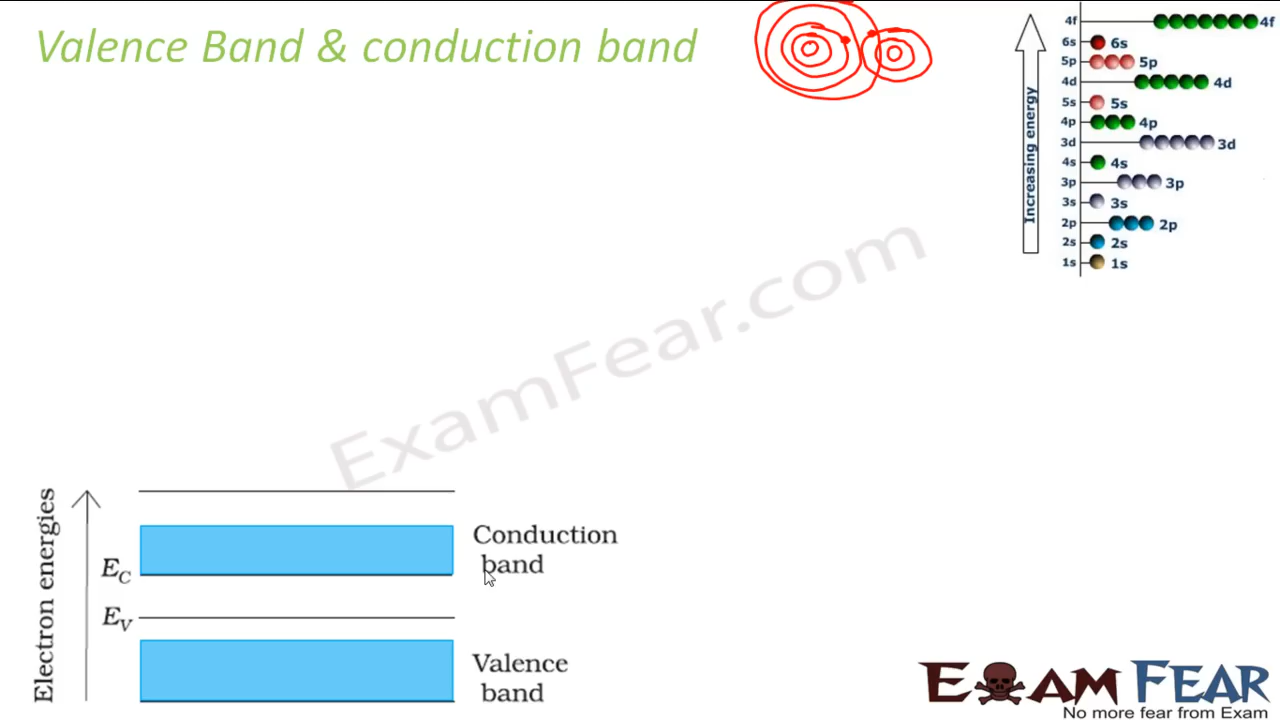 Valence Band & conduction band
Increasing energy
4f 4f
6s 6s
5p 5p
4d 4d
5s 5s
4p 4p
3d 3d
4s 4s
3p 3p
3s 3s
2p 2p
2s 2s
1s 1s
ExamFear.com
Electron energies
Conduction
band
E_C
E_V
Valence
band
EXAM FEAR
No more fear from Exam